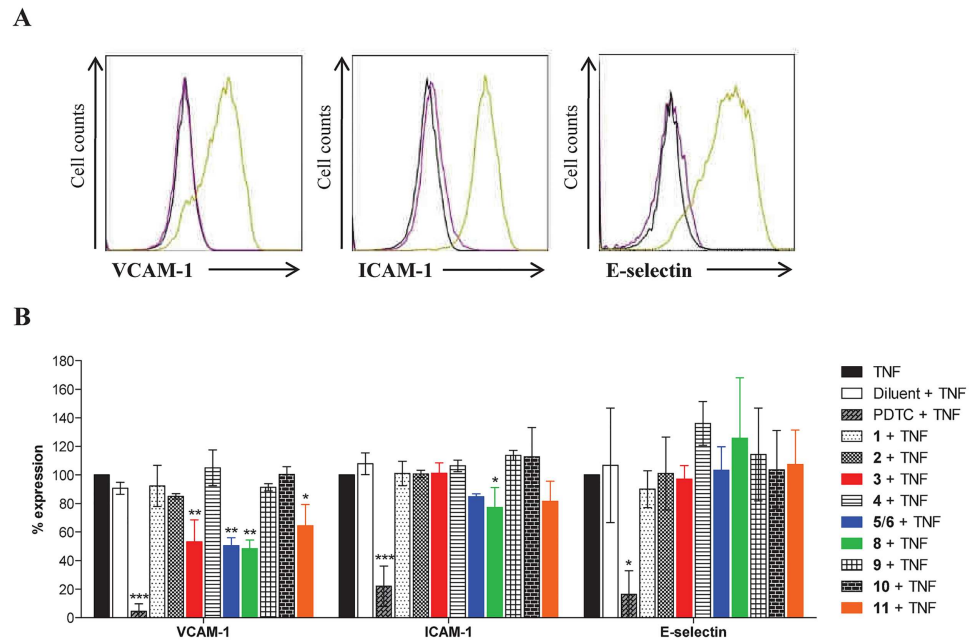 A
Cell counts
VCAM-1
Cell counts
ICAM-1
Cell counts
E-selectin
B
% expression
180
160
140
120
100
80
60
40
20
0
***
**
**
**
*
***
*
*
VCAM-1
ICAM-1
E-selectin
TNF
Diluent + TNF
PDTC + TNF
1 + TNF
2 + TNF
3 + TNF
4 + TNF
5/6 + TNF
8 + TNF
9 + TNF
10 + TNF
11 + TNF